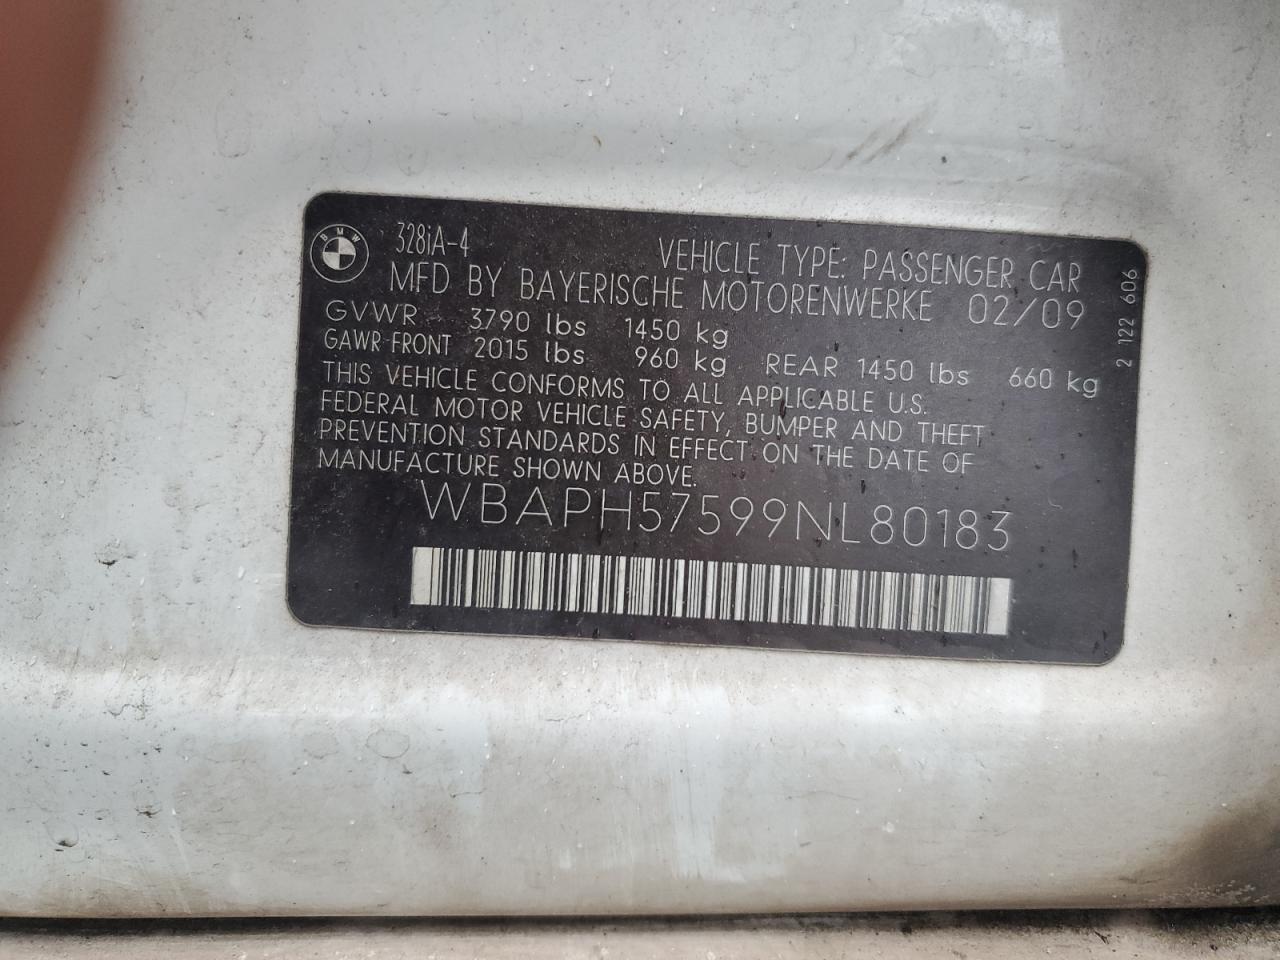 BMW
328iA-4
VEHICLE TYPE: PASSENGER CAR
MFD BY BAYERISCHE MOTORENWERKE 02/09
GVWR 3790 lbs 1450 kg
GAWR FRONT 2015 lbs 960 kg REAR 1450 lbs 660 kg
THIS VEHICLE CONFORMS TO ALL APPLICABLE U.S.
FEDERAL MOTOR VEHICLE SAFETY, BUMPER AND THEFT
PREVENTION STANDARDS IN EFFECT ON THE DATE OF
MANUFACTURE SHOWN ABOVE.
WBAPH57599NL80183
2 122 606